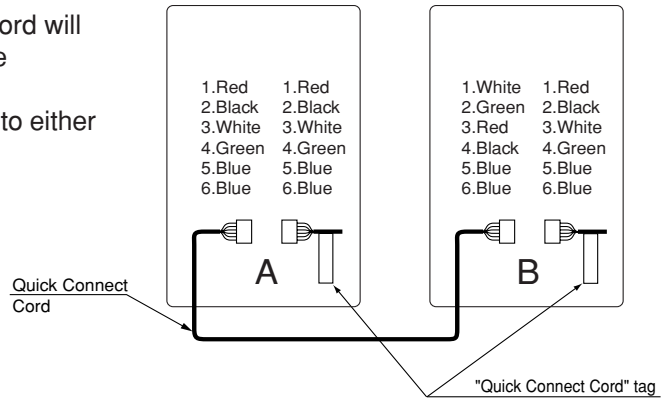 ord will
e
to either
1.Red 1.Red
2.Black 2.Black
3.White 3.White
4.Green 4.Green
5.Blue 5.Blue
6.Blue 6.Blue
A
1.White 1.Red
2.Green 2.Black
3.Red 3.White
4.Black 4.Green
5.Blue 5.Blue
6.Blue 6.Blue
B
Quick Connect
Cord
"Quick Connect Cord" tag